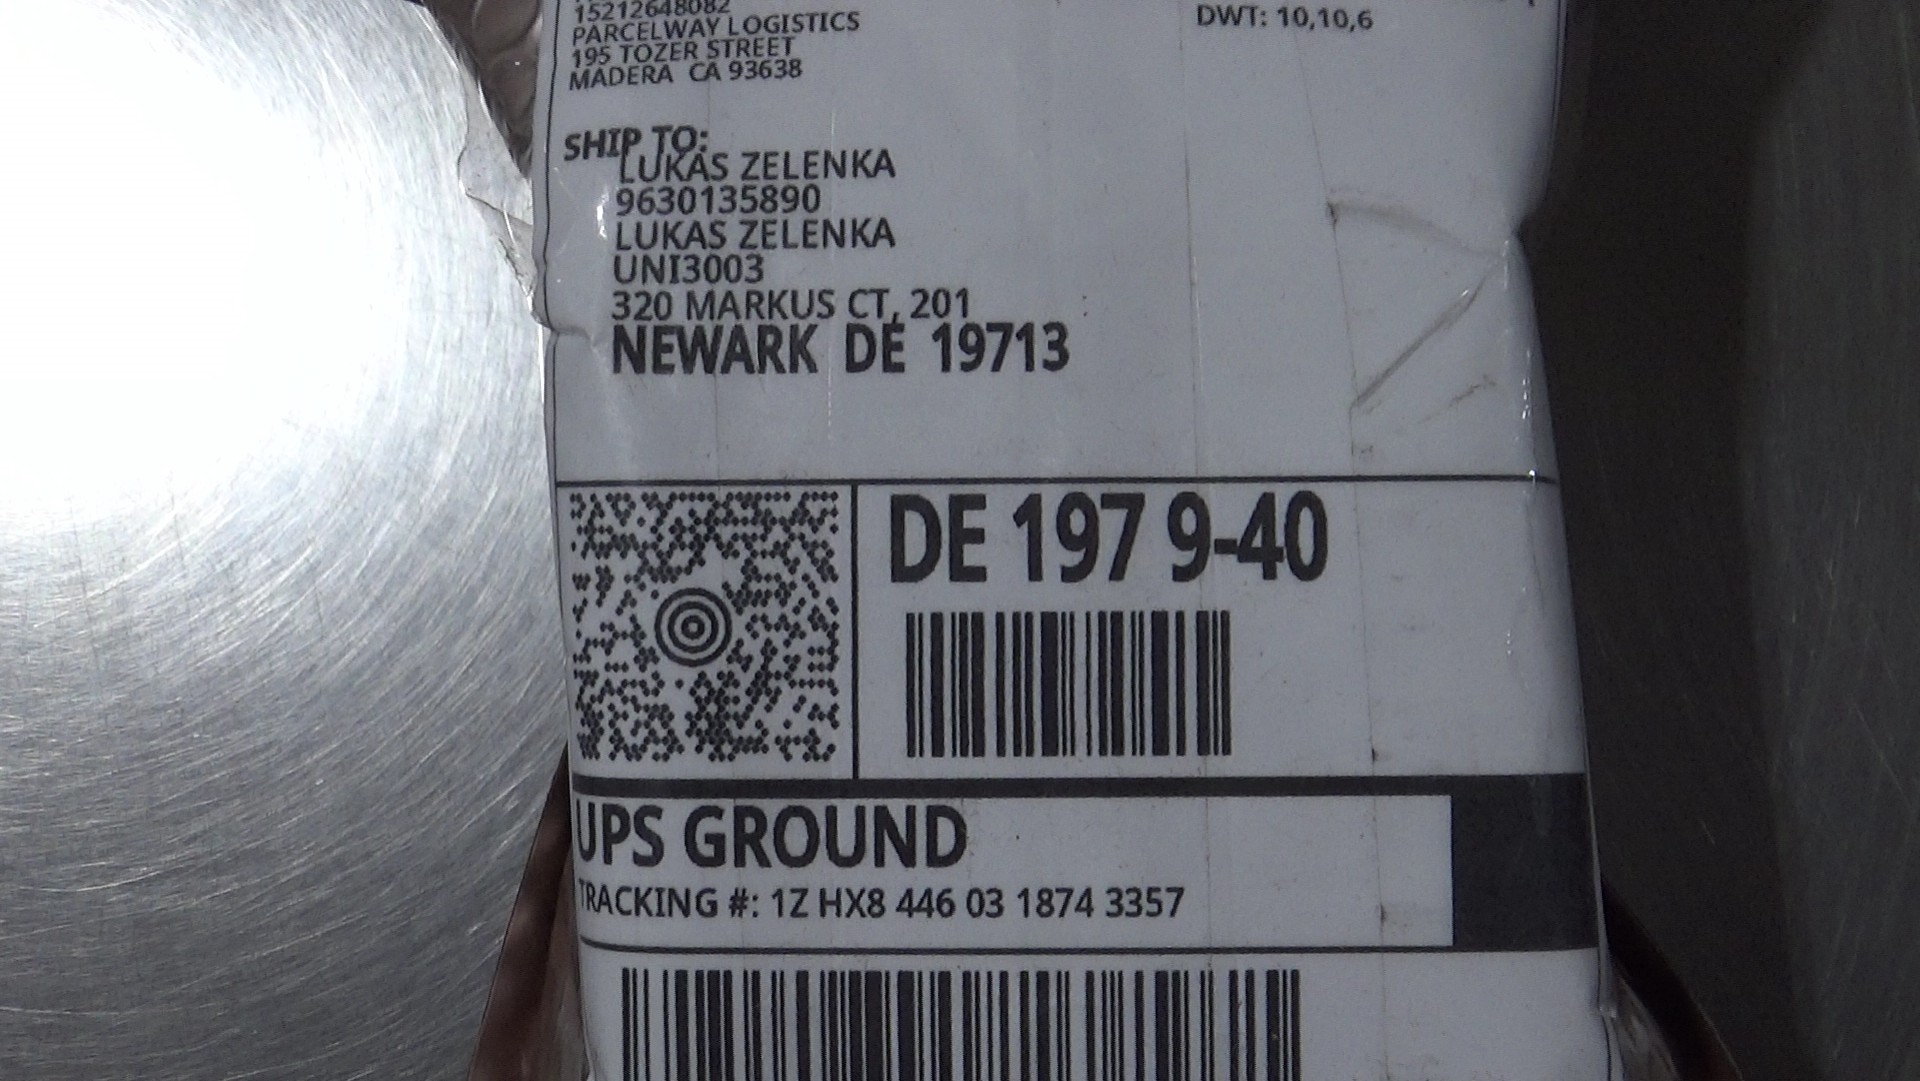 15212648082
PARCELWAY LOGISTICS
195 TOZER STREET
MADERA CA 93638
DWT: 10,10,6
SHIP TO:
LUKAS ZELENKA
9630135890
LUKAS ZELENKA
UNI3003
320 MARKUS CT, 201
NEWARK DE 19713
DE 197 9-40
UPS GROUND
TRACKING #: 1Z HX8 446 03 1874 3357